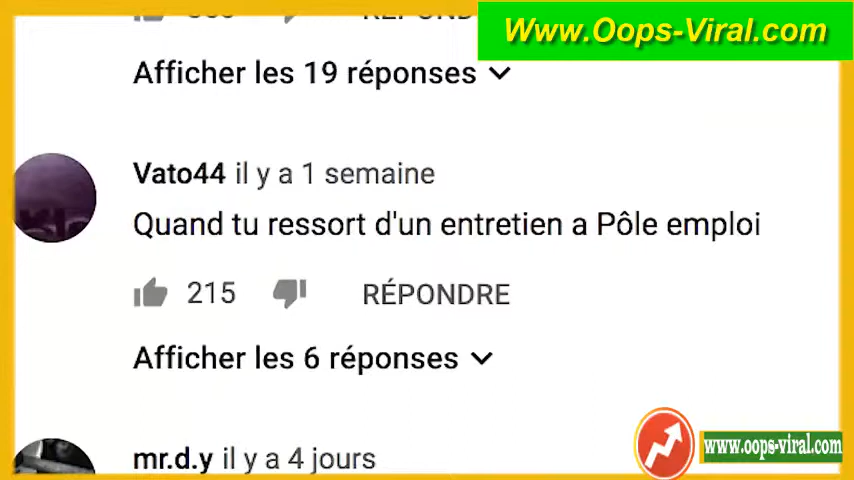 RÉPOND
Www.Oops-Viral.com
Afficher les 19 réponses
Vato44 il y a 1 semaine
Quand tu ressort d'un entretien a Pôle emploi
215 RÉPONDRE
Afficher les 6 réponses
mr.d.y il y a 4 jours
www.oops-viral.com